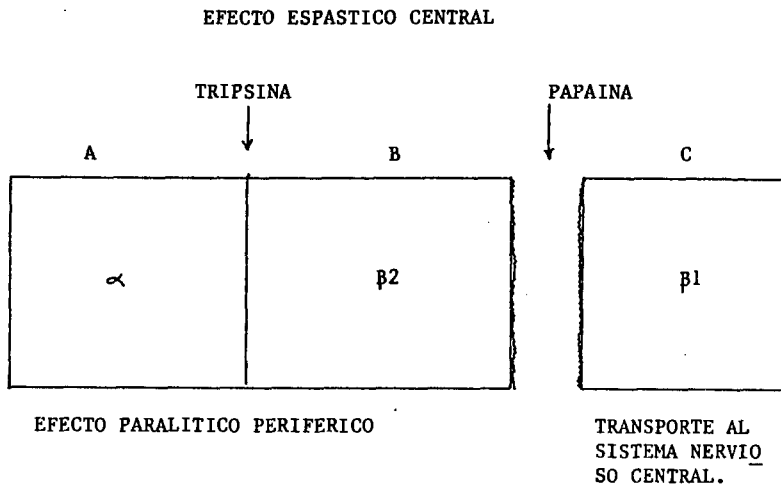 EFECTO ESPASTICO CENTRAL
TRIPSINA PAPAINA
A B C
α β2 β1
EFECTO PARALITICO PERIFERICO
TRANSPORTE AL
SISTEMA NERVIO
SO CENTRAL.